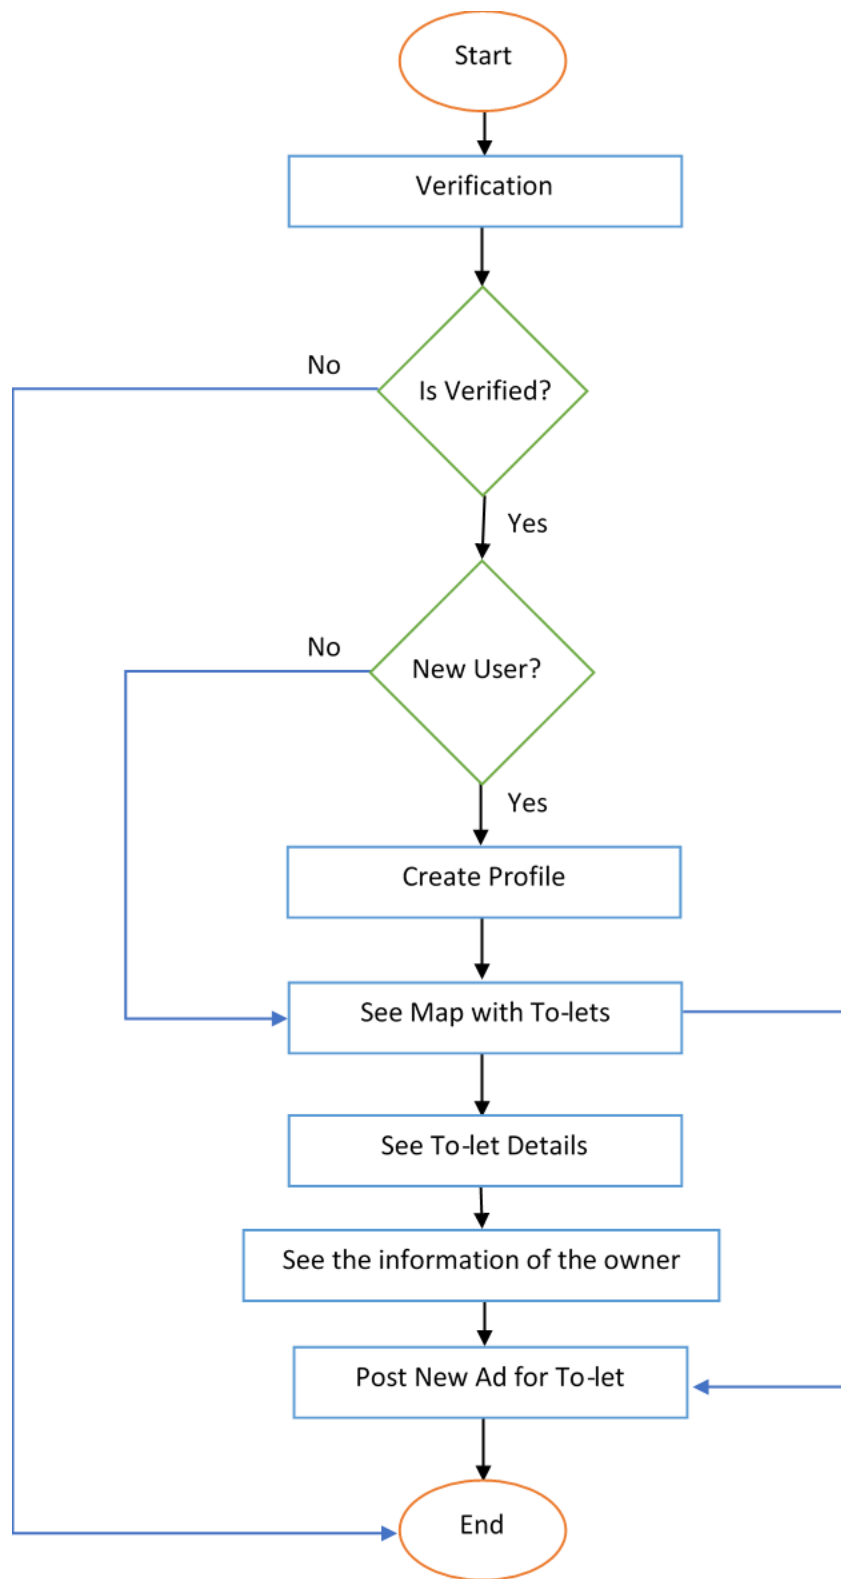 Start
Verification
No
Is Verified?
Yes
No
New User?
Yes
Create Profile
See Map with To-lets
See To-let Details
See the information of the owner
Post New Ad for To-let
End